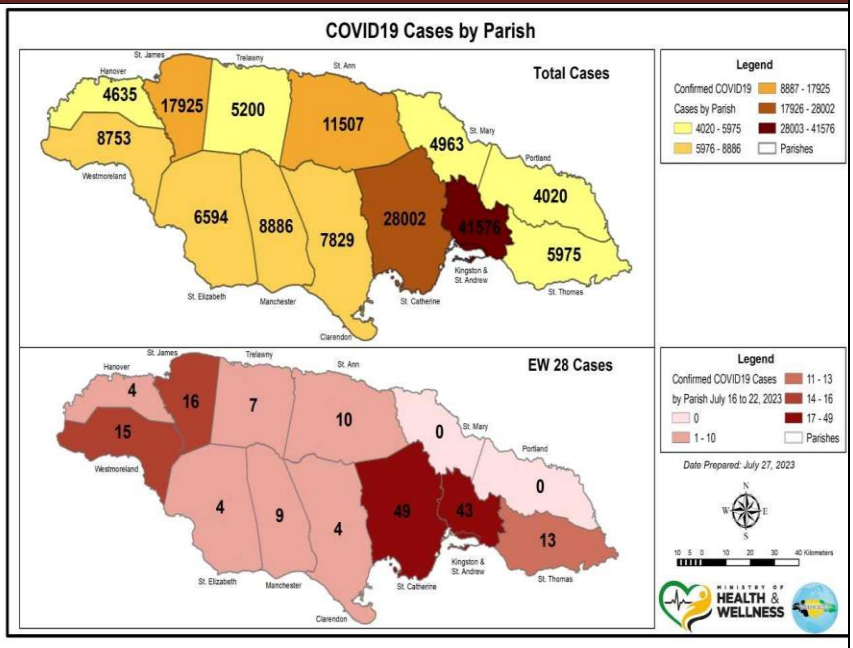 COVID19 Cases by Parish
Total Cases
St. James
Trelawny
St. Ann
Hanover
4635
17925
5200
11507
8753
4963
St. Mary
Westmoreland
Portland
4020
6594
8886
7829
28002
41576
5975
Kingston &
St. Andrew
St. Elizabeth
Manchester
St. Catherine
St. Thomas
Clarendon
Legend
Confirmed COVID19
Cases by Parish
4020 - 5975
5976 - 8886
8887 - 17925
17926 - 28002
28003 - 41576
Parishes
EW 28 Cases
St. James
Trelawny
St. Ann
Hanover
4
16
7
10
15
0
St. Mary
Westmoreland
Portland
0
4
9
4
49
43
13
Kingston &
St. Andrew
St. Elizabeth
Manchester
St. Catherine
St. Thomas
Clarendon
Legend
Confirmed COVID19 Cases
by Parish July 16 to 22, 2023
0
1 - 10
11 - 13
14 - 16
17 - 49
Parishes
Date Prepared: July 27, 2023
N
W
E
S
10 5 0 10 20 30 40 Kilometers
MINISTRY OF
HEALTH &
WELLNESS